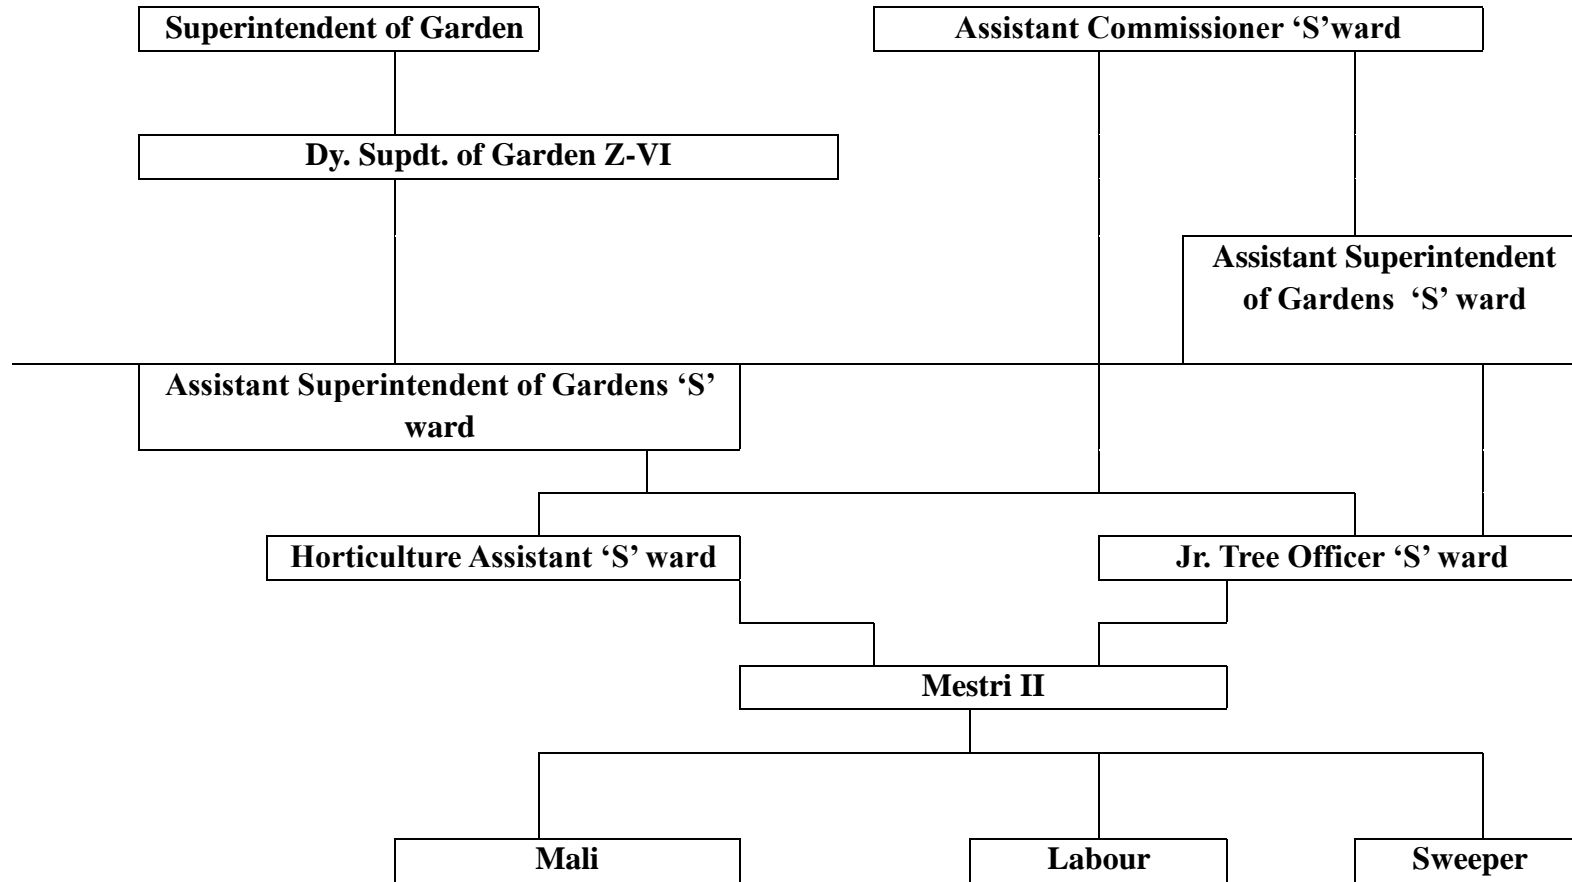 Superintendent of Garden
Assistant Commissioner ‘S’ward
Dy. Supdt. of Garden Z-VI
Assistant Superintendent
of Gardens ‘S’ ward
Assistant Superintendent of Gardens ‘S’
ward
Horticulture Assistant ‘S’ ward
Jr. Tree Officer ‘S’ ward
Mestri II
Mali
Labour
Sweeper